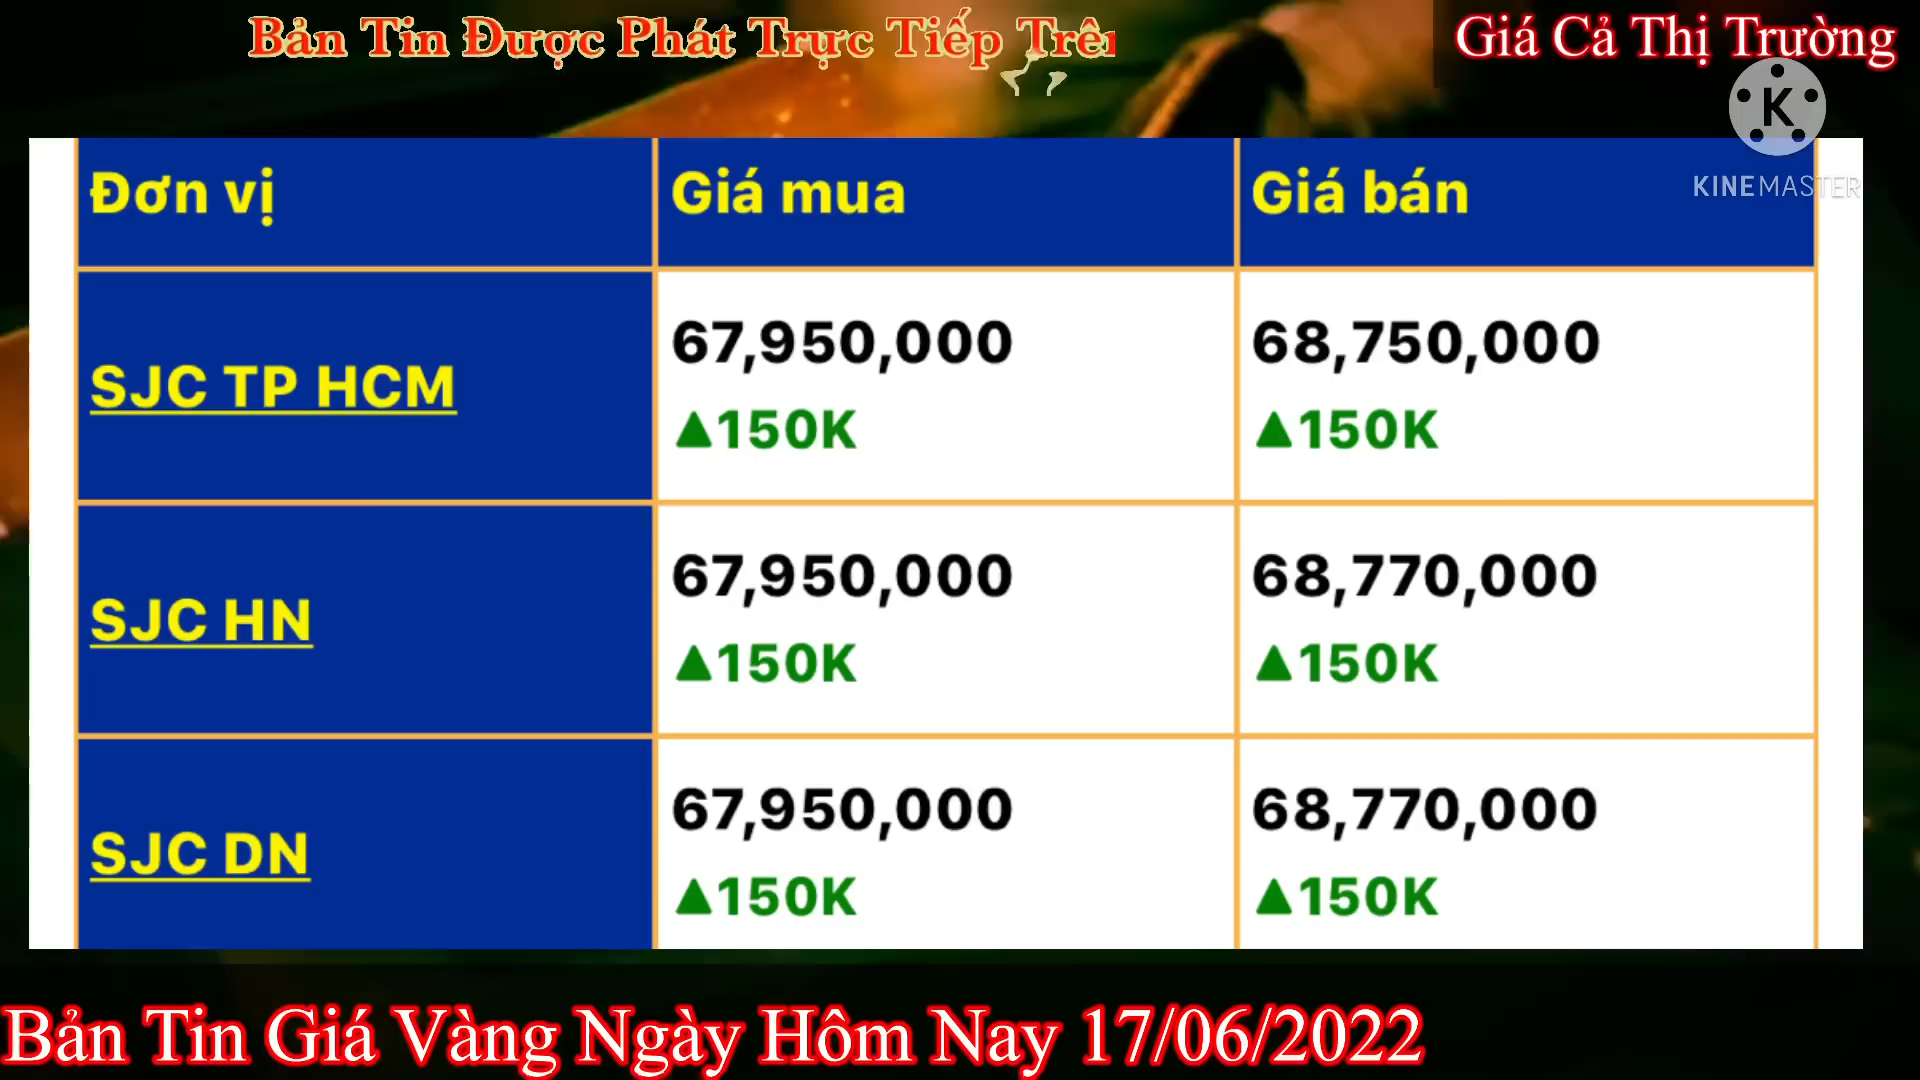 Bản Tin Được Phát Trực Tiếp Trên
Giá Cả Thị Trường
K
KINEMASTER
Đơn vị Giá mua Giá bán
SJC TP HCM 67,950,000 68,750,000
▲150K ▲150K
SJC HN 67,950,000 68,770,000
▲150K ▲150K
SJC DN 67,950,000 68,770,000
▲150K ▲150K
Bản Tin Giá Vàng Ngày Hôm Nay 17/06/2022